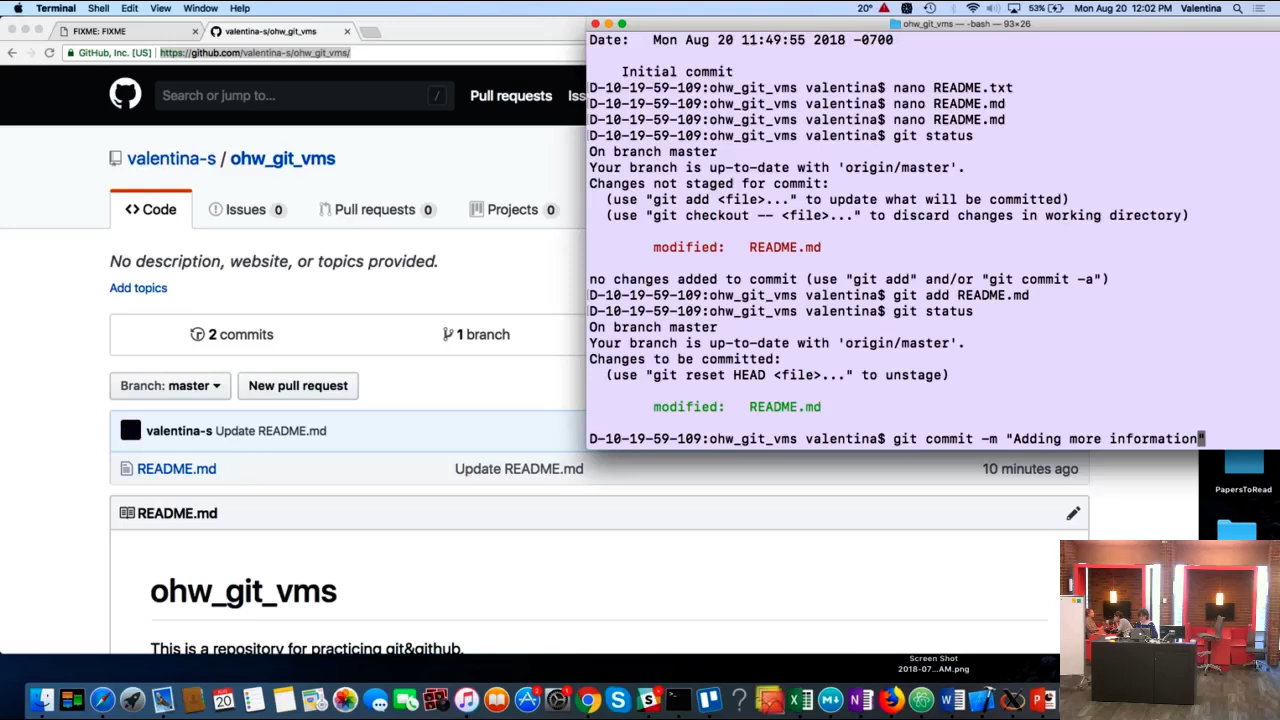 Terminal Shell Edit View Window Help
20° 53% Mon Aug 20 12:02 PM Valentina
FIXME: FIXME
valentina-s/ohw_git_vms
GitHub, Inc. [US] https://github.com/valentina-s/ohw_git_vms/
Search or jump to... /
Pull requests Iss
valentina-s / ohw_git_vms
<> Code
Issues 0
Pull requests 0
Projects 0
No description, website, or topics provided.
Add topics
2 commits
1 branch
Branch: master
New pull request
valentina-s Update README.md
README.md Update README.md 10 minutes ago
README.md
ohw_git_vms
This is a repository for practicing git&github.
ohw_git_vms — -bash — 93×26
Date:   Mon Aug 20 11:49:55 2018 -0700
Initial commit
D-10-19-59-109:ohw_git_vms valentina$ nano README.txt
D-10-19-59-109:ohw_git_vms valentina$ nano README.md
D-10-19-59-109:ohw_git_vms valentina$ nano README.md
D-10-19-59-109:ohw_git_vms valentina$ git status
On branch master
Your branch is up-to-date with 'origin/master'.
Changes not staged for commit:
(use "git add <file>..." to update what will be committed)
(use "git checkout -- <file>..." to discard changes in working directory)
modified:   README.md
no changes added to commit (use "git add" and/or "git commit -a")
D-10-19-59-109:ohw_git_vms valentina$ git add README.md
D-10-19-59-109:ohw_git_vms valentina$ git status
On branch master
Your branch is up-to-date with 'origin/master'.
Changes to be committed:
(use "git reset HEAD <file>..." to unstage)
modified:   README.md
D-10-19-59-109:ohw_git_vms valentina$ git commit -m "Adding more information"
PapersToRead
Screen Shot
2018-07...AM.png
20